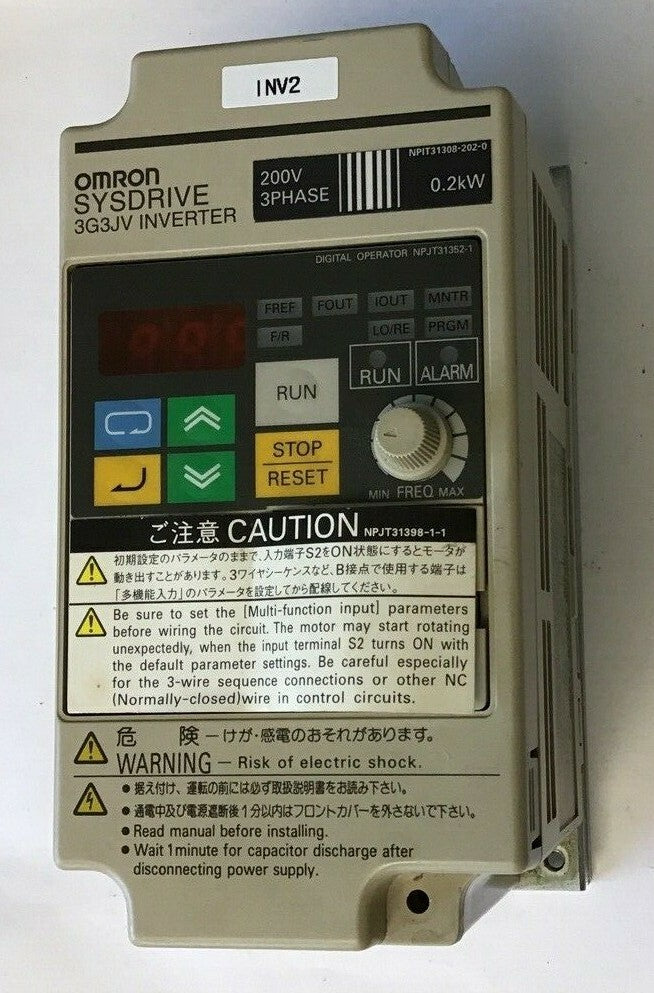 INV2
NPIT31308-202-0
OMRON
SYSDRIVE
3G3JV INVERTER
200V
3PHASE
0.2kW
DIGITAL OPERATOR NPJT31352-1
FREF FOUT IOUT MNTR
F/R LO/RE PRGM
RUN ALARM
RUN
STOP
RESET
MIN FREQ MAX
ご注意 CAUTION NPJT31398-1-1
初期設定のパラメータのままで、入力端子S2をON状態にするとモータが
動き出すことがあります。3ワイヤシーケンスなど、B接点で使用する端子は
「多機能入力」のパラメータを設定してから配線してください。
Be sure to set the [Multi-function input] parameters
before wiring the circuit. The motor may start rotating
unexpectedly, when the input terminal S2 turns ON with
the default parameter settings. Be careful especially
for the 3-wire sequence connections or other NC
(Normally-closed)wire in control circuits.
危 険 ーけが・感電のおそれがあります。
WARNING – Risk of electric shock.
● 据え付け、運転の前には必ず取扱説明書をお読み下さい。
● 通電中及び電源遮断後1分以内はフロントカバーを外さないで下さい。
● Read manual before installing.
● Wait 1minute for capacitor discharge after
disconnecting power supply.